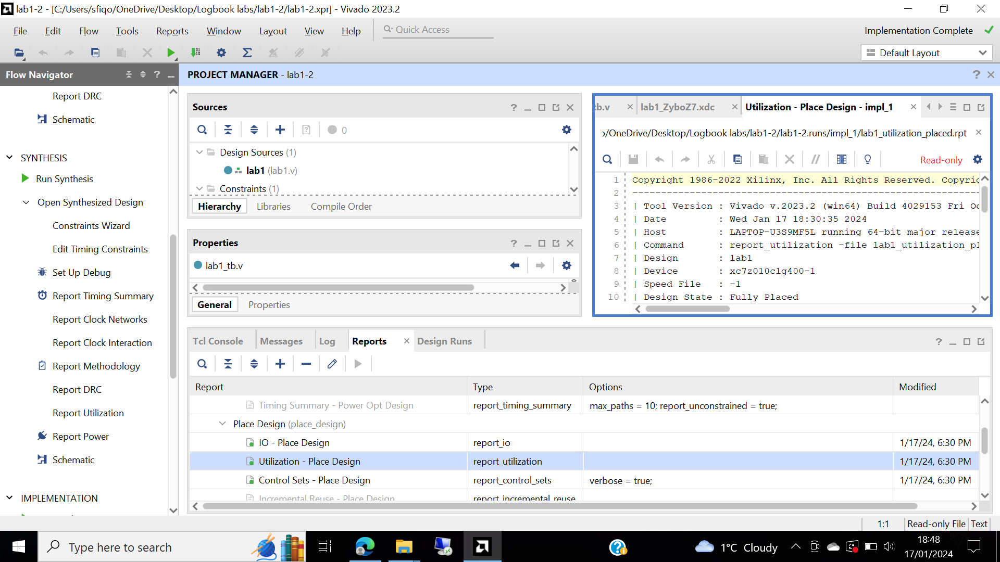 lab1-2 - [C:/Users/sfiqo/OneDrive/Desktop/Logbook labs/lab1-2/lab1-2.xpr] - Vivado 2023.2
File Edit Flow Tools Reports Window Layout View Help Quick Access
Implementation Complete
Default Layout
Flow Navigator
PROJECT MANAGER - lab1-2
Report DRC
Schematic
SYNTHESIS
Run Synthesis
Open Synthesized Design
Constraints Wizard
Edit Timing Constraints
Set Up Debug
Report Timing Summary
Report Clock Networks
Report Clock Interaction
Report Methodology
Report DRC
Report Utilization
Report Power
Schematic
IMPLEMENTATION
Sources
0
Design Sources (1)
lab1 (lab1.v)
Constraints (1)
Hierarchy Libraries Compile Order
Properties
lab1_tb.v
General Properties
tb.v lab1_ZyboZ7.xdc Utilization - Place Design - impl_1
/OneDrive/Desktop/Logbook labs/lab1-2/lab1-2.runs/impl_1/lab1_utilization_placed.rpt
Read-only
1 Copyright 1986-2022 Xilinx, Inc. All Rights Reserved.
2 ----------------------------------------------------------------
3 | Tool Version : Vivado v.2023.2 (win64) Build 4029153 Fri
4 | Date : Wed Jan 17 18:30:35 2024
5 | Host : LAPTOP-U3S9MF5L running 64-bit major release
6 | Command : report_utilization -file lab1_utilization_pl
7 | Design : lab1
8 | Device : xc7z010clg400-1
9 | Speed File : -1
10 | Design State : Fully Placed
Tcl Console Messages Log Reports Design Runs
Report Type Options Modified
Timing Summary - Power Opt Design report_timing_summary max_paths = 10; report_unconstrained = true;
Place Design (place_design)
IO - Place Design report_io 1/17/24, 6:30 PM
Utilization - Place Design report_utilization 1/17/24, 6:30 PM
Control Sets - Place Design report_control_sets verbose = true; 1/17/24, 6:30 PM
Incremental Reuse - Place Design report_incremental_reuse
1:1 Read-only File Text
Type here to search
1°C Cloudy
18:48
17/01/2024